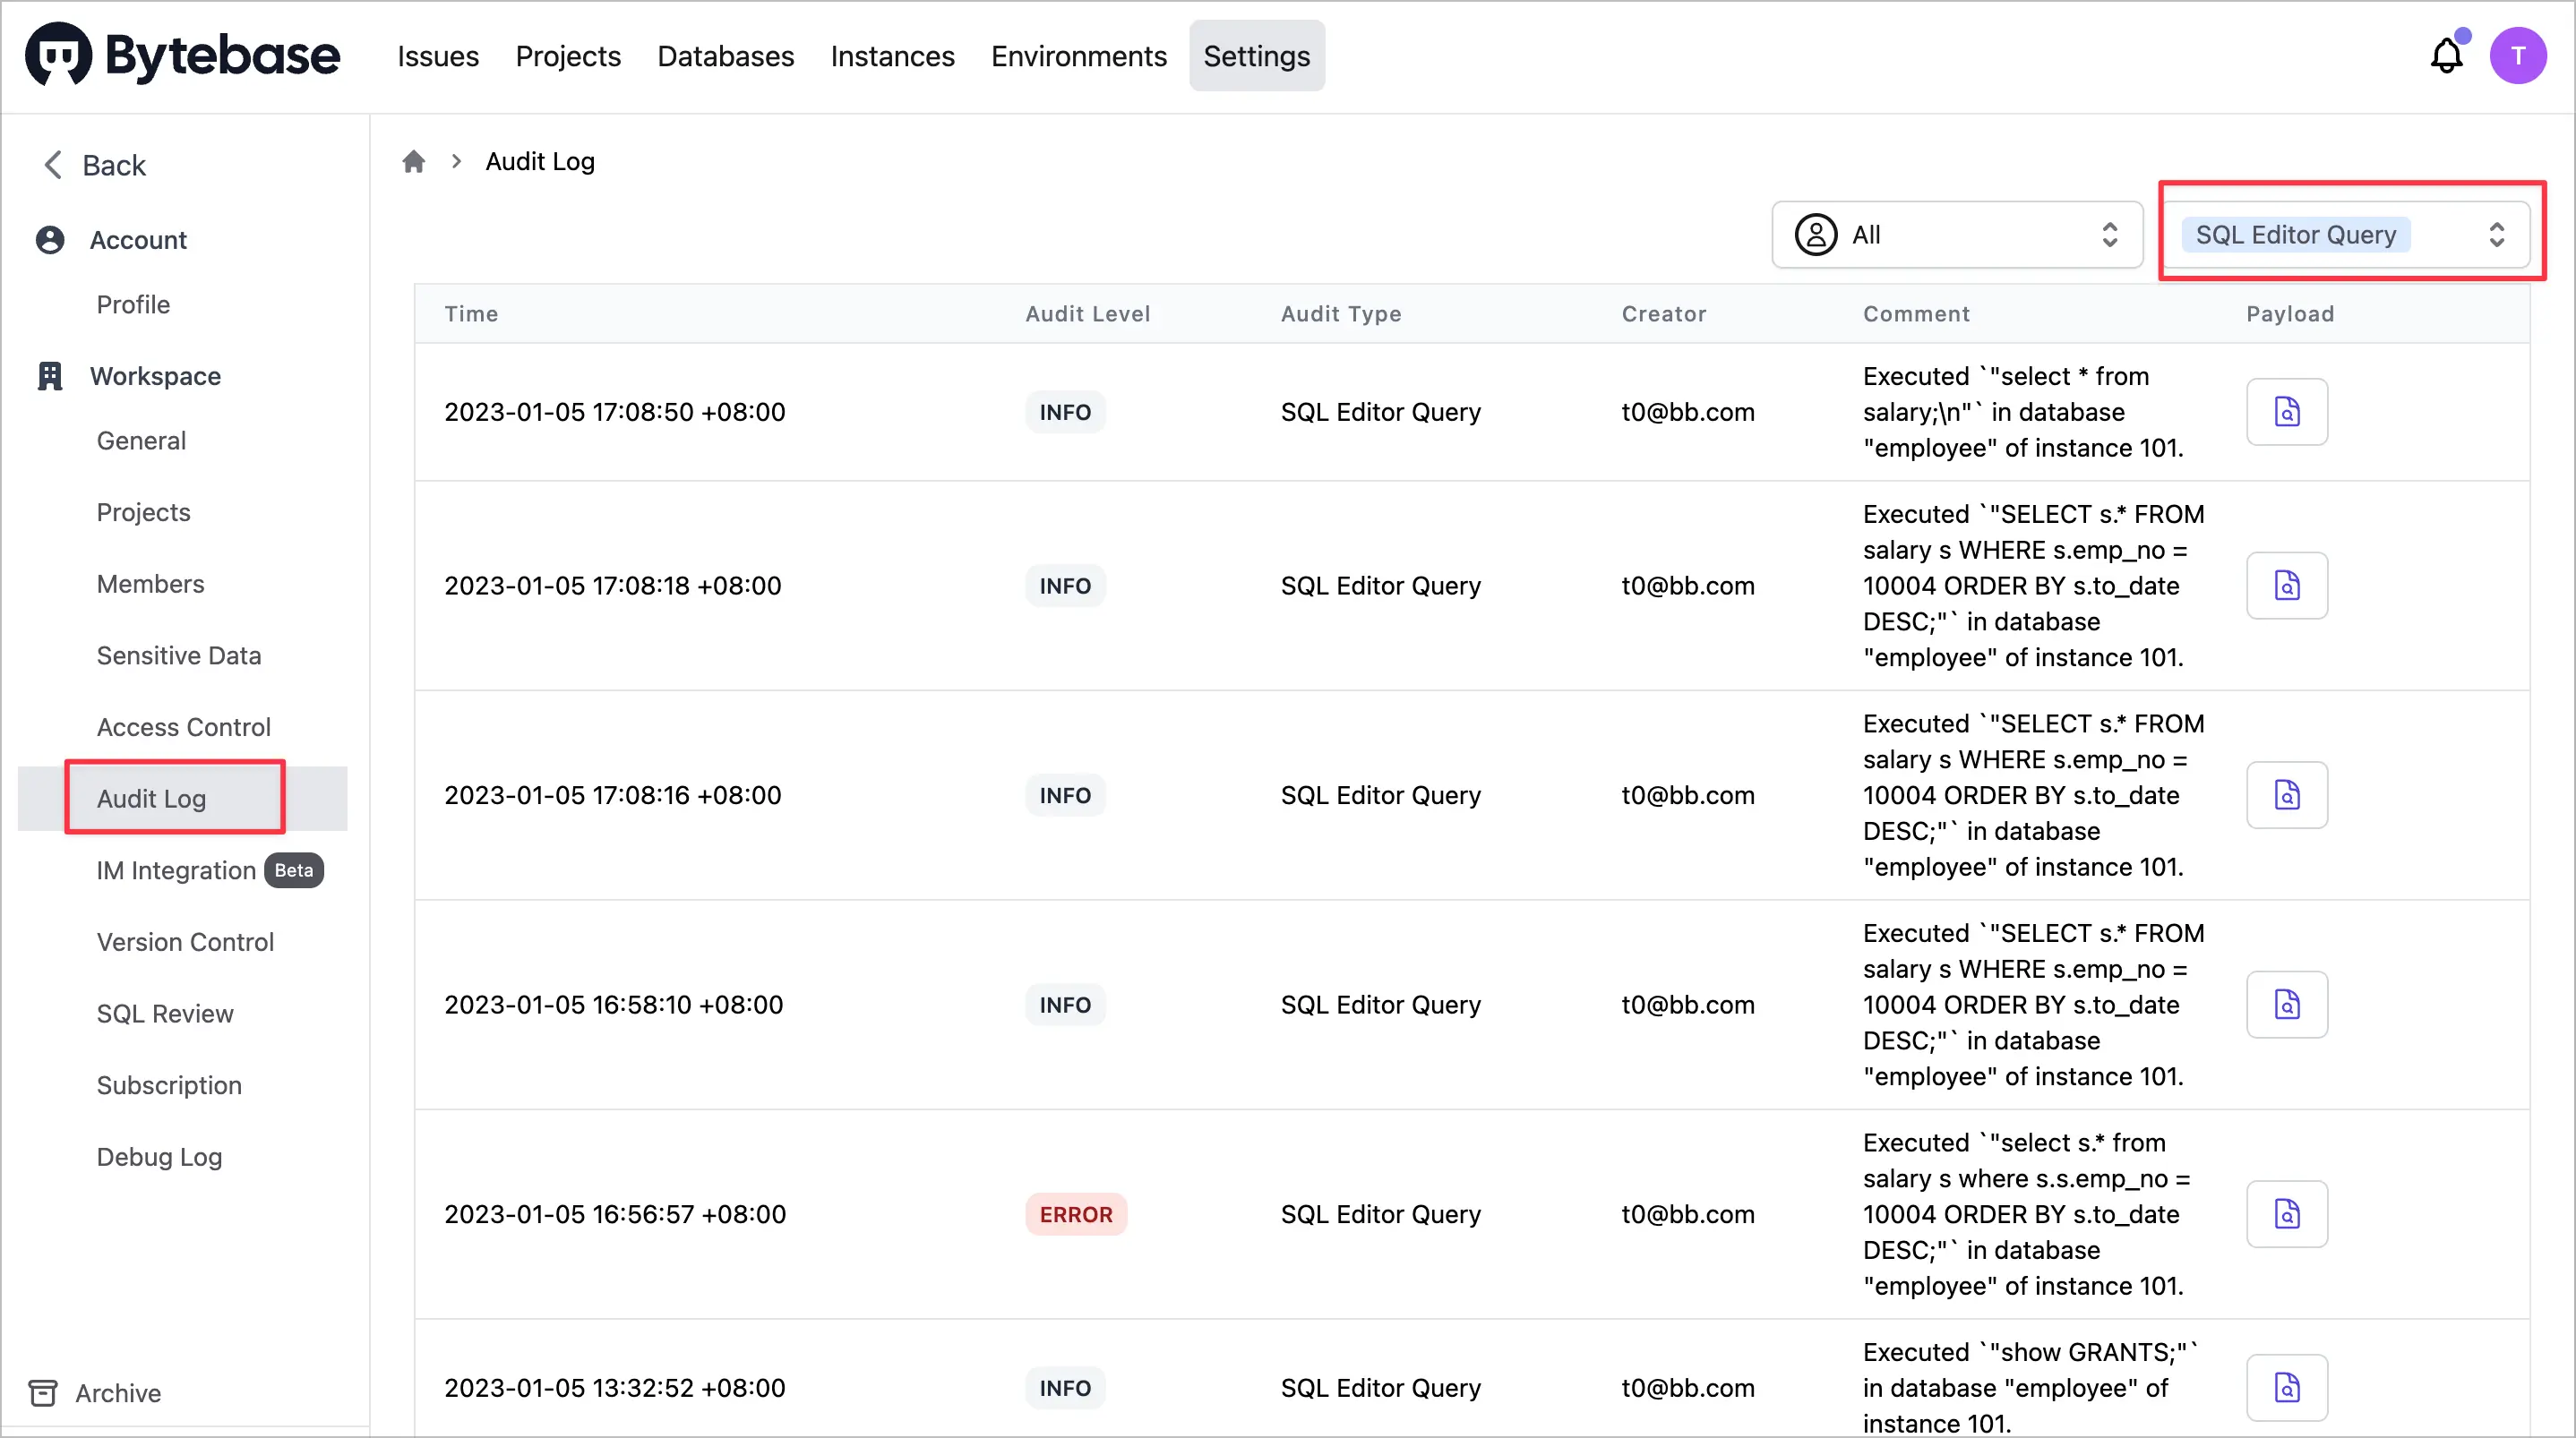 Bytebase
Issues Projects Databases Instances Environments Settings
T
Back
Account
Profile
Workspace
General
Projects
Members
Sensitive Data
Access Control
Audit Log
IM Integration Beta
Version Control
SQL Review
Subscription
Debug Log
Archive
Audit Log
All
SQL Editor Query
Time Audit Level Audit Type Creator Comment Payload
2023-01-05 17:08:50 +08:00 INFO SQL Editor Query t0@bb.com
Executed `"select * from
salary;\n"` in database
"employee" of instance 101.
2023-01-05 17:08:18 +08:00 INFO SQL Editor Query t0@bb.com
Executed `"SELECT s.* FROM
salary s WHERE s.emp_no =
10004 ORDER BY s.to_date
DESC;"` in database
"employee" of instance 101.
2023-01-05 17:08:16 +08:00 INFO SQL Editor Query t0@bb.com
Executed `"SELECT s.* FROM
salary s WHERE s.emp_no =
10004 ORDER BY s.to_date
DESC;"` in database
"employee" of instance 101.
2023-01-05 16:58:10 +08:00 INFO SQL Editor Query t0@bb.com
Executed `"SELECT s.* FROM
salary s WHERE s.emp_no =
10004 ORDER BY s.to_date
DESC;"` in database
"employee" of instance 101.
2023-01-05 16:56:57 +08:00 ERROR SQL Editor Query t0@bb.com
Executed `"select s.* from
salary s where s.s.emp_no =
10004 ORDER BY s.to_date
DESC;"` in database
"employee" of instance 101.
2023-01-05 13:32:52 +08:00 INFO SQL Editor Query t0@bb.com
Executed `"show GRANTS;"`
in database "employee" of
instance 101.